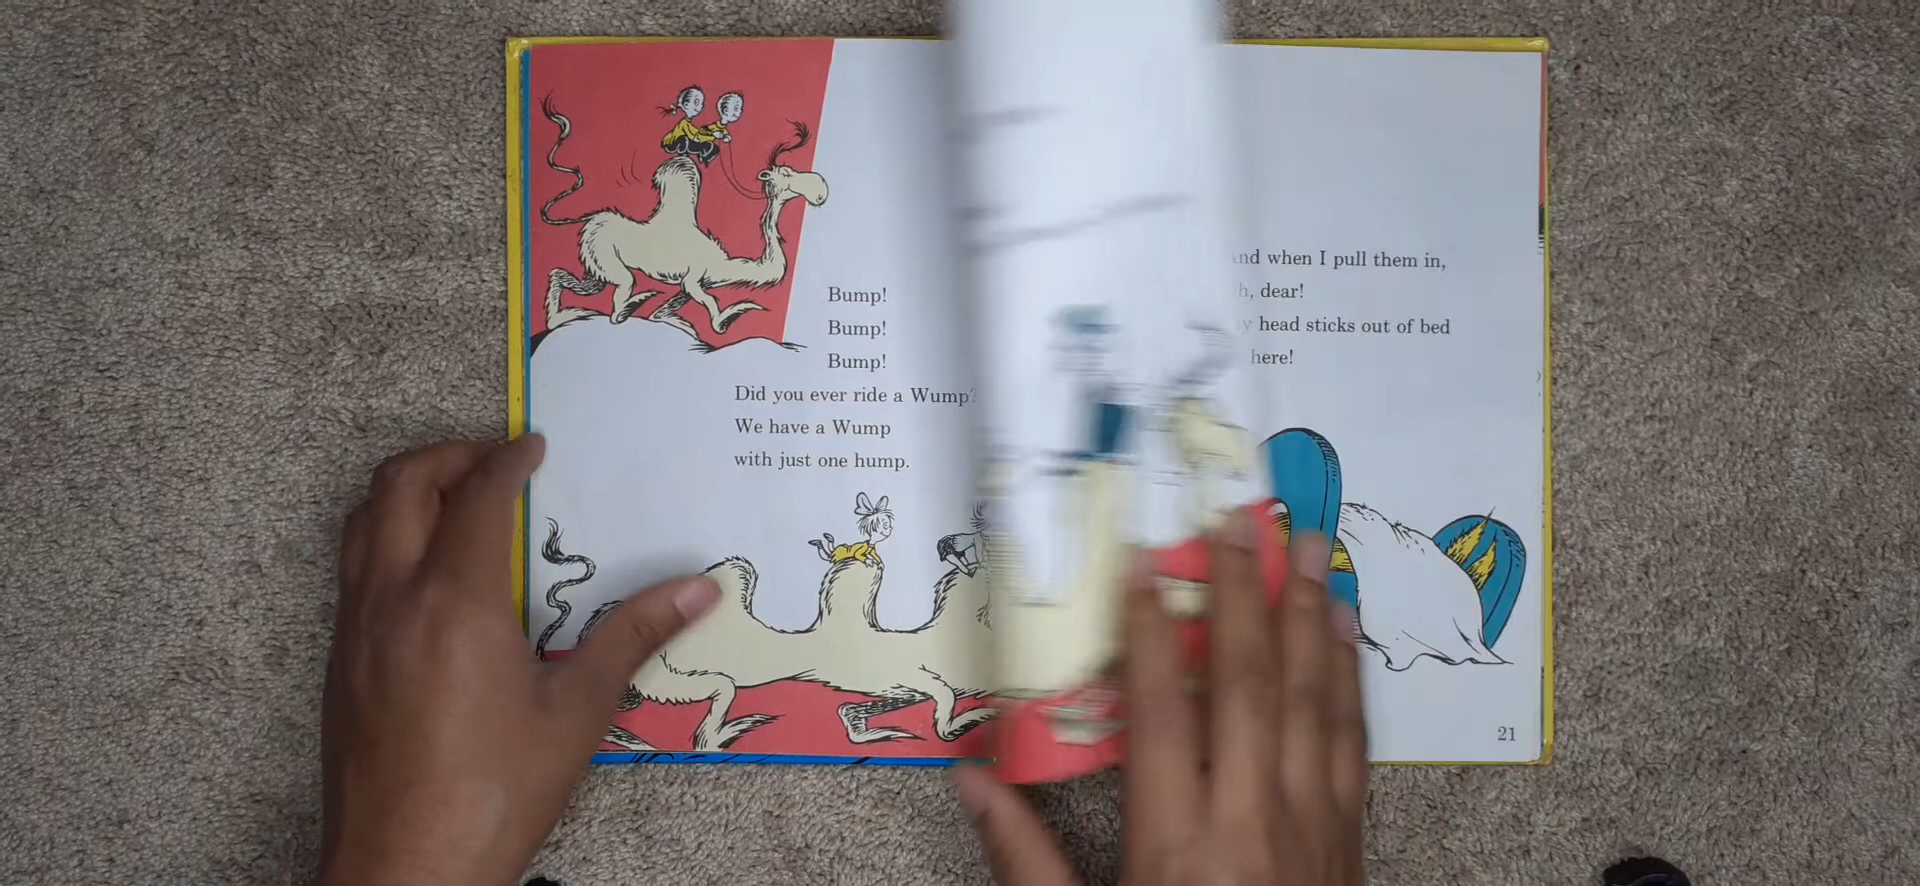 Bump!
Bump!
Bump!
Did you ever ride a Wump?
We have a Wump
with just one hump.
when I pull them in,
dear!
head sticks out of bed
here!
21